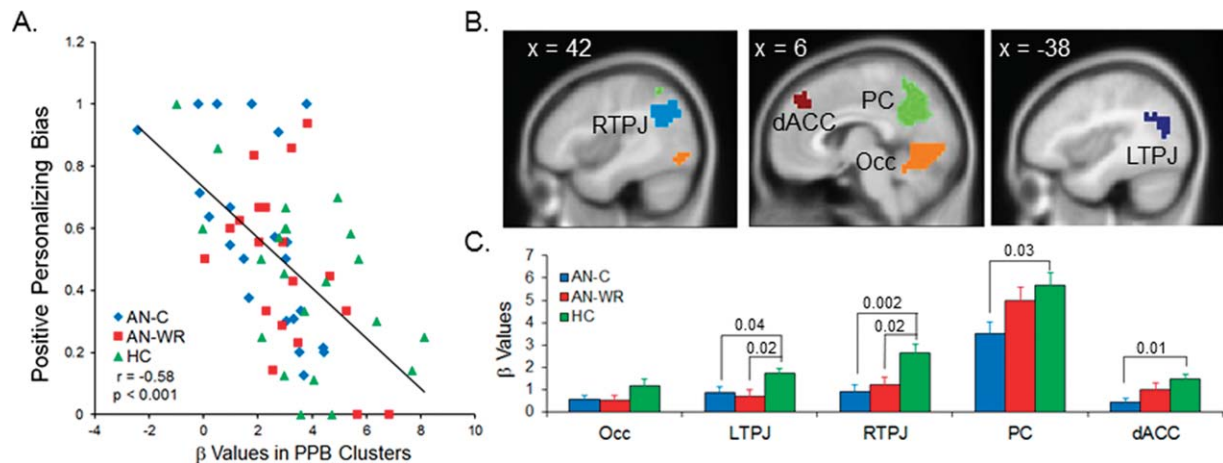 A.
1.2
1
0.8
0.6
0.4
0.2
0
Positive Personalizing Bias
AN-C
AN-WR
HC
r = -0.58
p < 0.001
-4 -2 0 2 4 6 8 10
β Values in PPB Clusters
B.
x = 42
RTPJ
x = 6
dACC
PC
Occ
x = -38
LTPJ
C.
7
6
5
4
3
2
1
0
β Values
AN-C
AN-WR
HC
0.04
0.02
0.002
0.02
0.03
0.01
Occ LTPJ RTPJ PC dACC